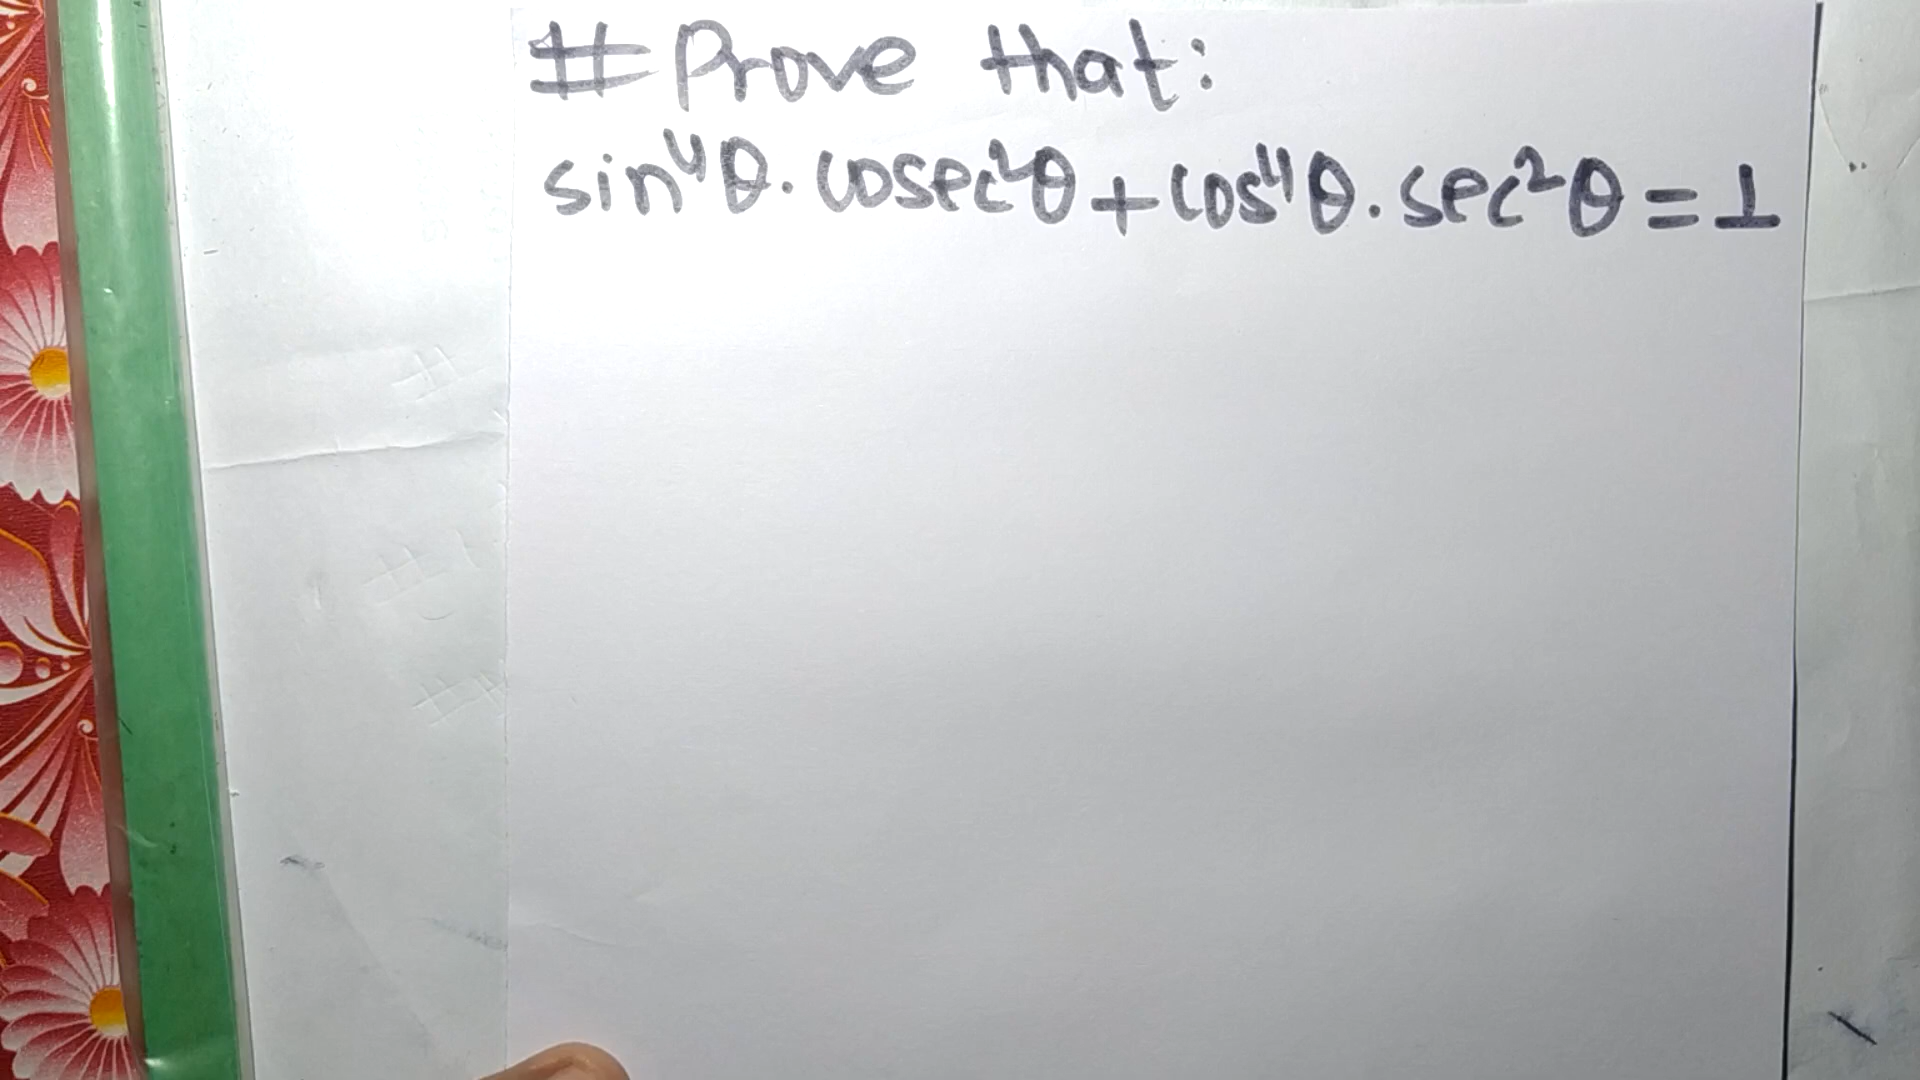 # Prove that:
sin⁴θ. cosec²θ + cos⁴θ. sec²θ = 1